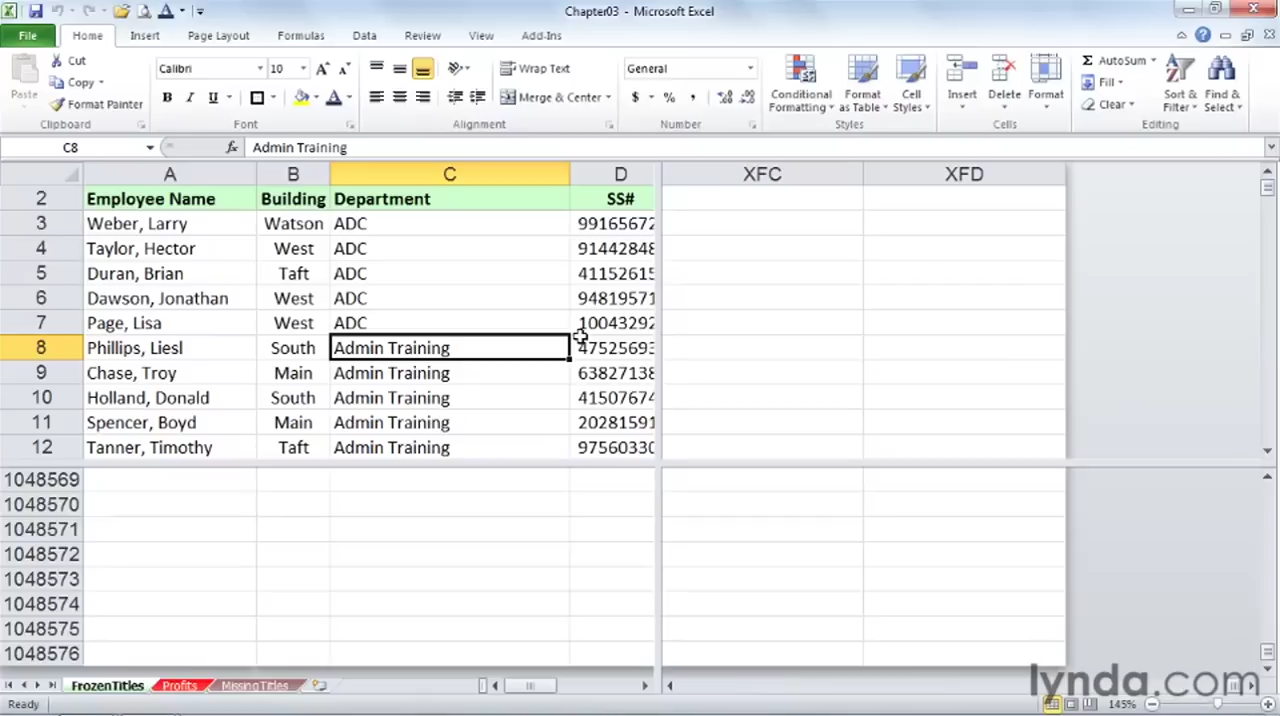 Chapter03 - Microsoft Excel
File Home Insert Page Layout Formulas Data Review View Add-Ins
Paste Cut Copy Format Painter
Calibri 10
B I U
Wrap Text
Merge & Center
General
$ % ,
Conditional Formatting
Format as Table
Cell Styles
Insert Delete Format
AutoSum
Fill
Clear
Sort & Filter
Find & Select
Clipboard Font Alignment Number Styles Cells Editing
C8 fx Admin Training
A B C D XFC XFD
2 Employee Name Building Department SS#
3 Weber, Larry Watson ADC 99165672
4 Taylor, Hector West ADC 91442848
5 Duran, Brian Taft ADC 41152615
6 Dawson, Jonathan West ADC 94819571
7 Page, Lisa West ADC 10043292
8 Phillips, Liesl South Admin Training 47525693
9 Chase, Troy Main Admin Training 63827138
10 Holland, Donald South Admin Training 41507674
11 Spencer, Boyd Main Admin Training 20281591
12 Tanner, Timothy Taft Admin Training 97560330
1048569
1048570
1048571
1048572
1048573
1048574
1048575
1048576
FrozenTitles Profits MissingTitles
lynda.com
Ready 145%